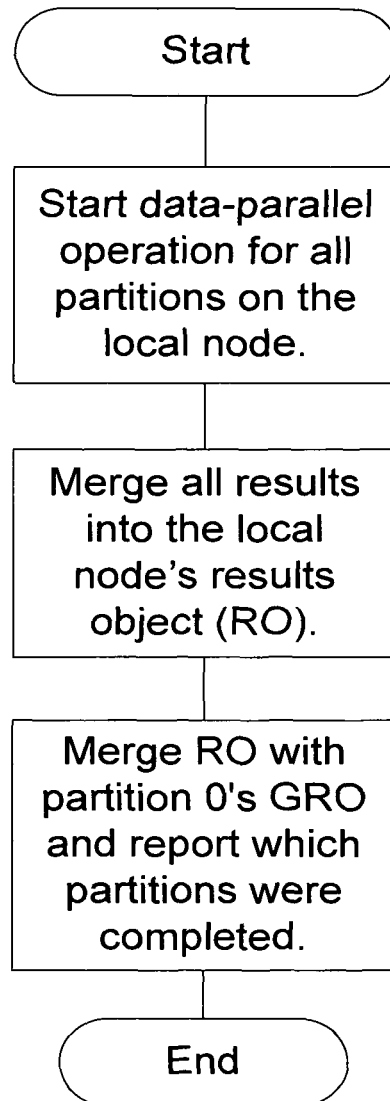 Start
Start data-parallel
operation for all
partitions on the
local node.
Merge all results
into the local
node's results
object (RO).
Merge RO with
partition 0's GRO
and report which
partitions were
completed.
End